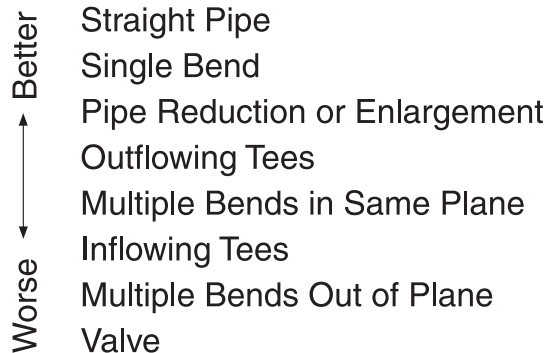 Better
Worse
Straight Pipe
Single Bend
Pipe Reduction or Enlargement
Outflowing Tees
Multiple Bends in Same Plane
Inflowing Tees
Multiple Bends Out of Plane
Valve